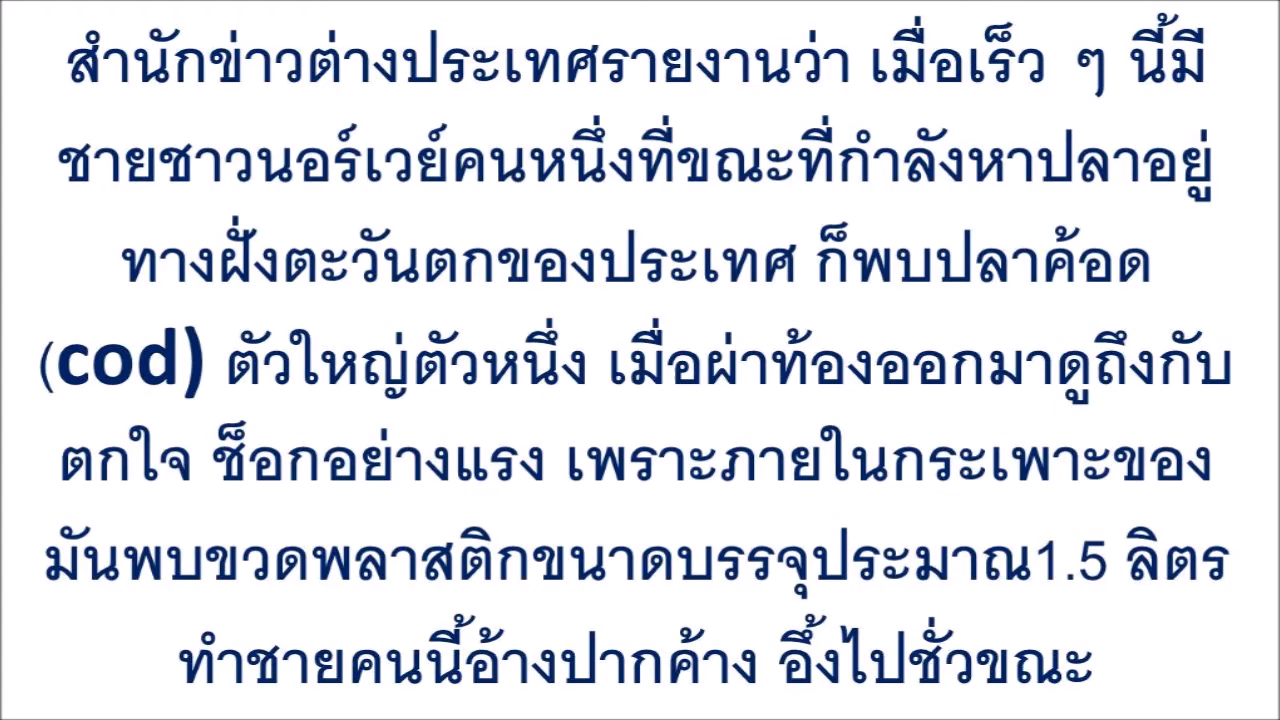 สำนักข่าวต่างประเทศรายงานว่า เมื่อเร็ว ๆ นี้มี
ชายชาวนอร์เวย์คนหนึ่งที่ขณะที่กำลังหาปลาอยู่
ทางฝั่งตะวันตกของประเทศ ก็พบปลาค้อด
(cod) ตัวใหญ่ตัวหนึ่ง เมื่อผ่าท้องออกมาดูถึงกับ
ตกใจ ช็อกอย่างแรง เพราะภายในกระเพาะของ
มันพบขวดพลาสติกขนาดบรรจุประมาณ1.5 ลิตร
ทำชายคนนี้อ้างปากค้าง อึ้งไปชั่วขณะ